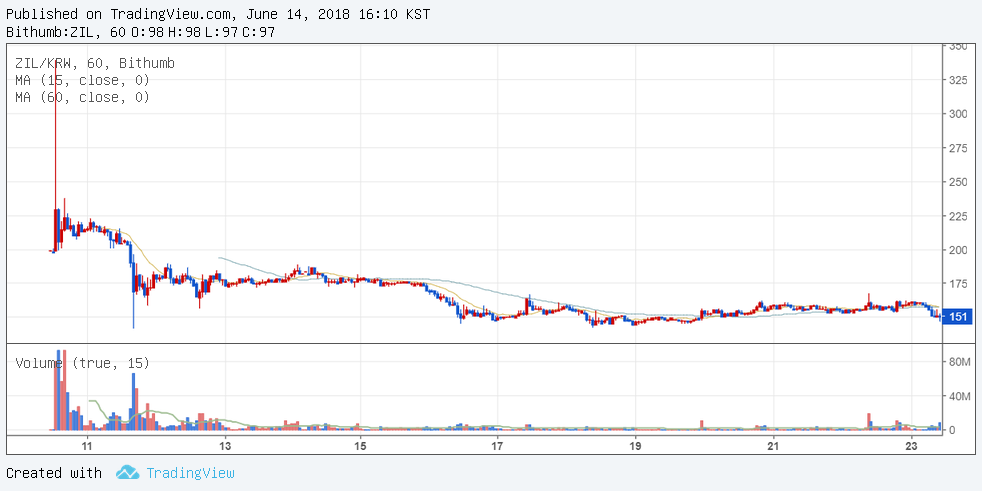 Published on TradingView.com, June 14, 2018 16:10 KST
Bithumb:ZIL, 60 O:98 H:98 L:97 C:97
ZIL/KRW, 60, Bithumb
MA (15, close, 0)
MA (60, close, 0)
350
325
300
275
250
225
200
175
151
Volume (true, 15)
80M
40M
0
11 13 15 17 19 21 23
Created with TradingView